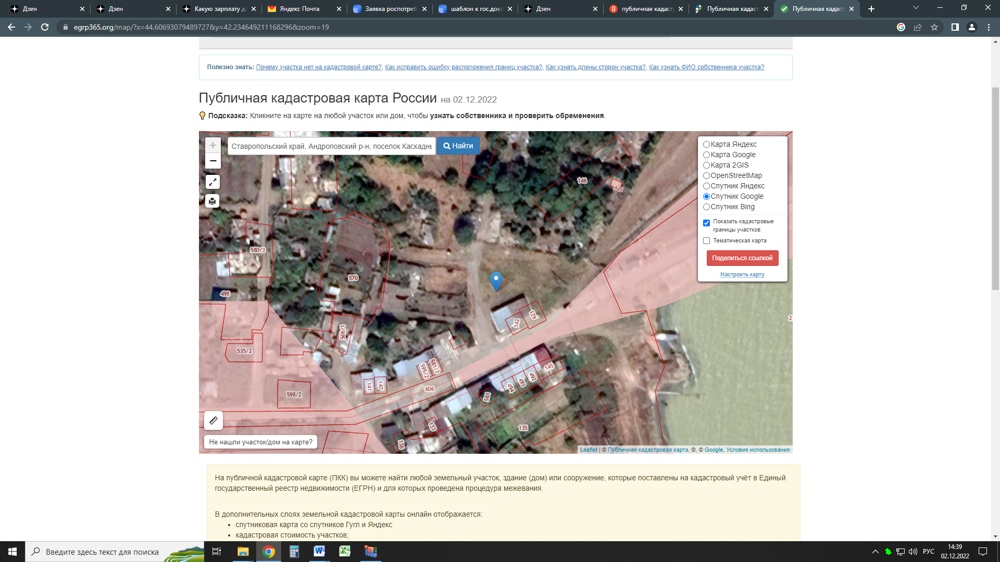 Дзен
Дзен
Какую зарплату д
Яндекс Почта
Заявка роспотреб
шаблон к гос.докл
Дзен
публичная кадаст
Публичная кадаст
Публичная кадаст
egrp365.org/map/?x=44.60693079489727&y=42.234649211168296&zoom=19
Полезно знать: Почему участка нет на кадастровой карте?, Как исправить ошибку расположения границ участка?, Как узнать длины сторон участка?, Как узнать ФИО собственника участка?
Публичная кадастровая карта России на 02.12.2022
Подсказка: Кликните на карте на любой участок или дом, чтобы узнать собственника и проверить обременения.
+
−
Ставропольский край, Андроповский р-н, поселок Каскадны
Найти
Карта Яндекс
Карта Google
Карта 2GIS
OpenStreetMap
Спутник Яндекс
Спутник Google
Спутник Bing
Показать кадастровые
границы участков
Тематическая карта
Поделиться ссылкой
Настроить карту
146
845
580/3
570
498
129
142
2
506/1
535/2
581/3
595/2
145
492
493
494
141
147
606
598/2
561
133
135
136
Не нашли участок/дом на карте?
Leaflet | © Публичная кадастровая карта, ©, © Google, Условия использования
На публичной кадастровой карте (ПКК) вы можете найти любой земельный участок, здание (дом) или сооружение, которые поставлены на кадастровый учёт в Единый
государственный реестр недвижимости (ЕГРН) и для которых проведена процедура межевания.
В дополнительных слоях земельной кадастровой карты онлайн отображается:
• спутниковая карта со спутников Гугл и Яндекс
• кадастровая стоимость участков;
Введите здесь текст для поиска
РУС
14:39
02.12.2022